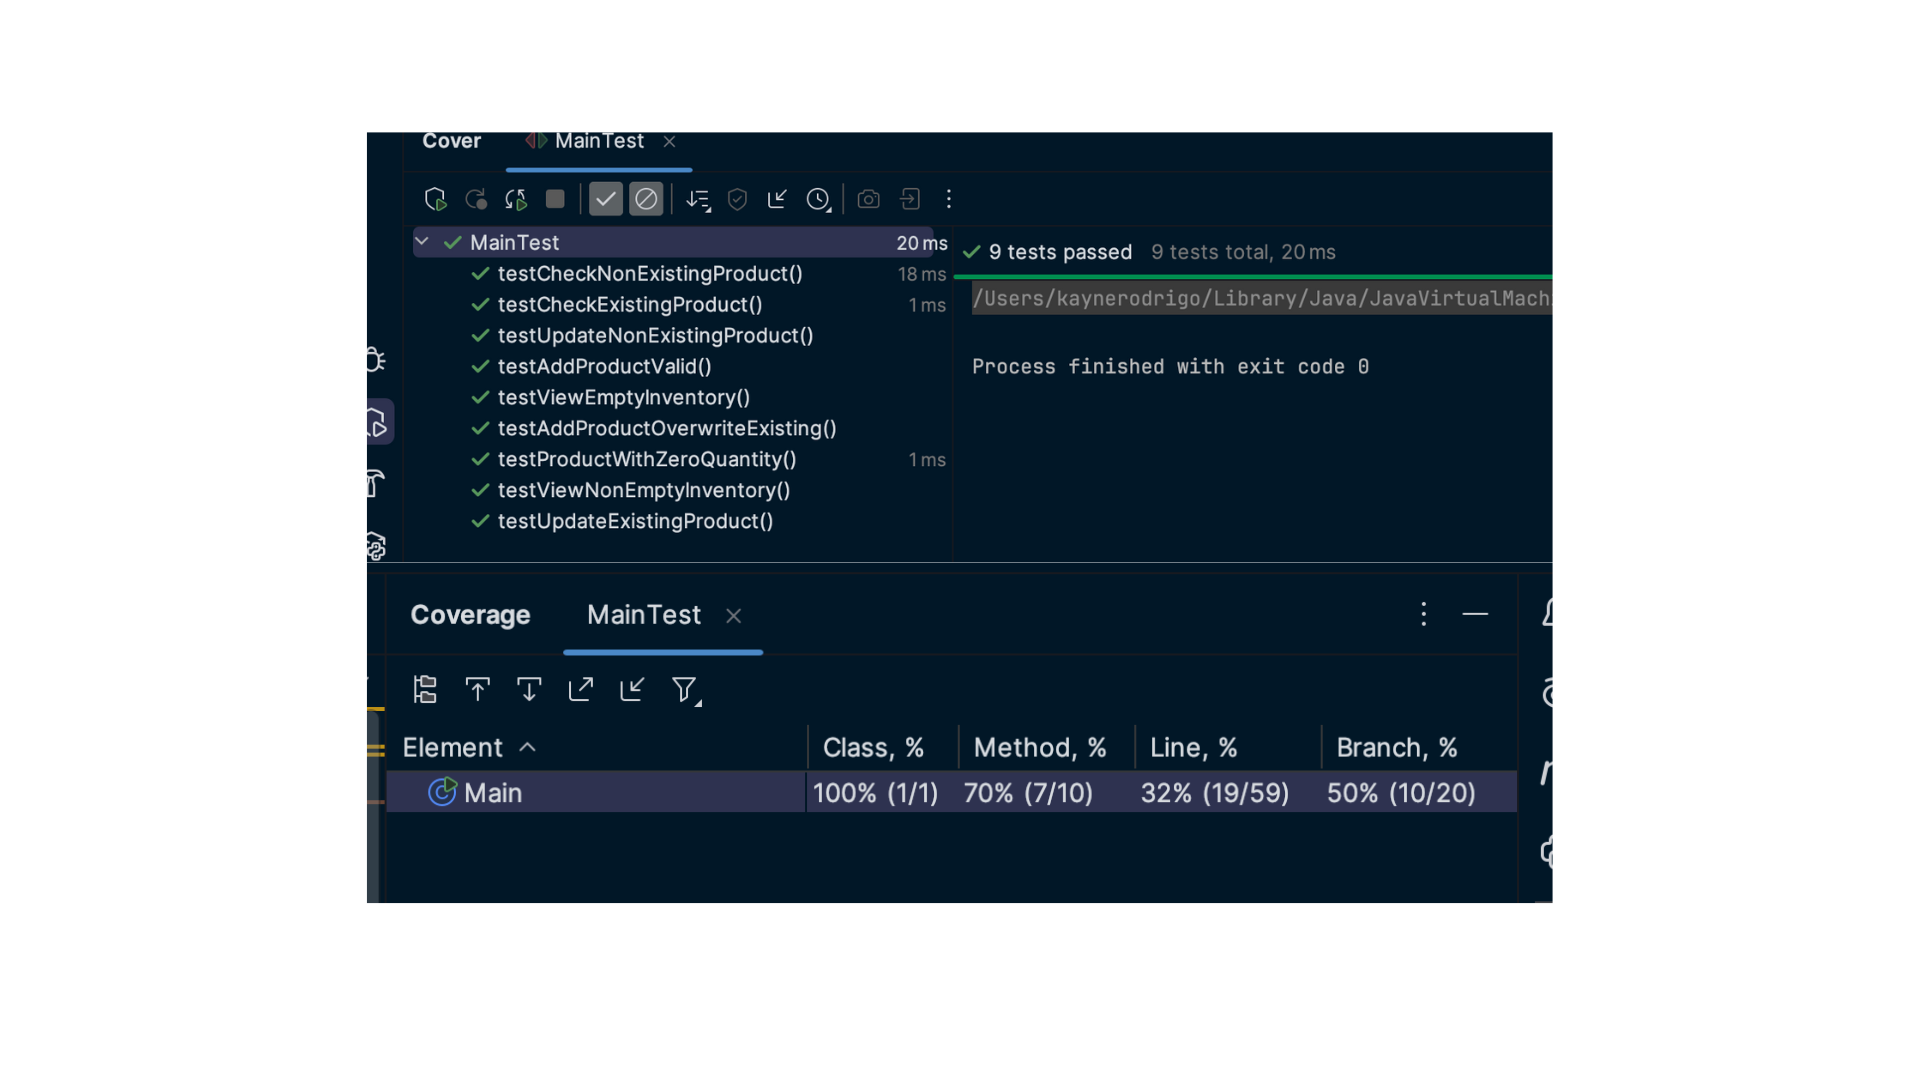 Cover MainTest
MainTest 20 ms
testCheckNonExistingProduct() 18 ms
testCheckExistingProduct() 1 ms
testUpdateNonExistingProduct()
testAddProductValid()
testViewEmptyInventory()
testAddProductOverwriteExisting()
testProductWithZeroQuantity() 1 ms
testViewNonEmptyInventory()
testUpdateExistingProduct()
9 tests passed 9 tests total, 20 ms
/Users/kaynerodrigo/Library/Java/JavaVirtualMach
Process finished with exit code 0
Coverage MainTest
Element Class, % Method, % Line, % Branch, %
Main 100% (1/1) 70% (7/10) 32% (19/59) 50% (10/20)